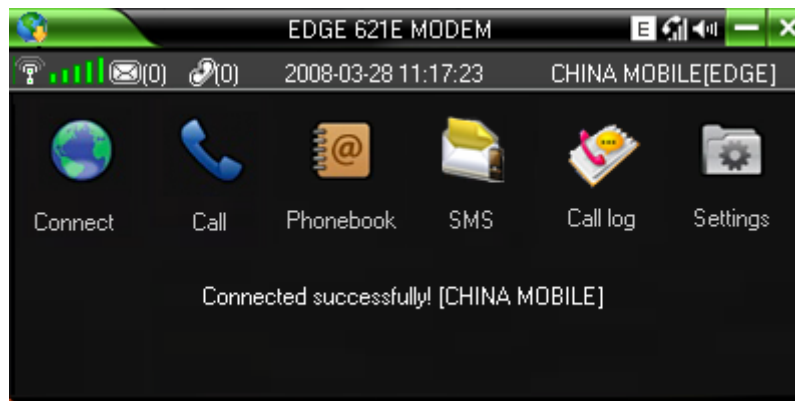 EDGE 621E MODEM E
(0) (0) 2008-03-28 11:17:23 CHINA MOBILE[EDGE]
Connect Call Phonebook SMS Call log Settings
Connected successfully! [CHINA MOBILE]